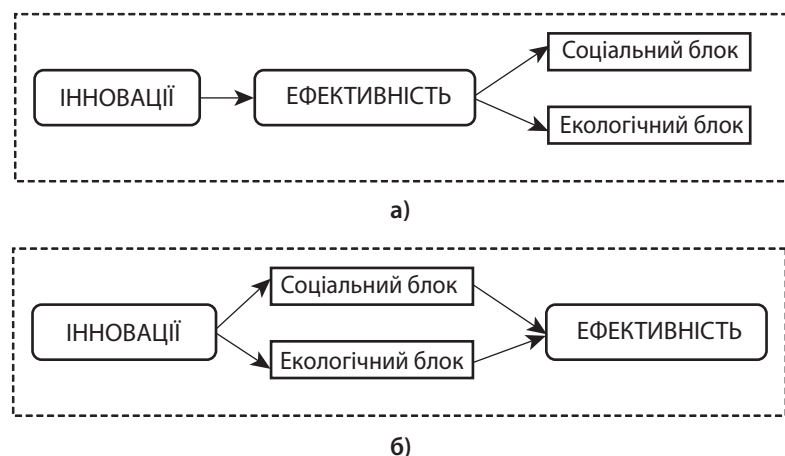 Соціальний блок
ІННОВАЦІЇ
ЕФЕКТИВНІСТЬ
Екологічний блок
а)
Соціальний блок
ІННОВАЦІЇ
ЕФЕКТИВНІСТЬ
Екологічний блок
б)